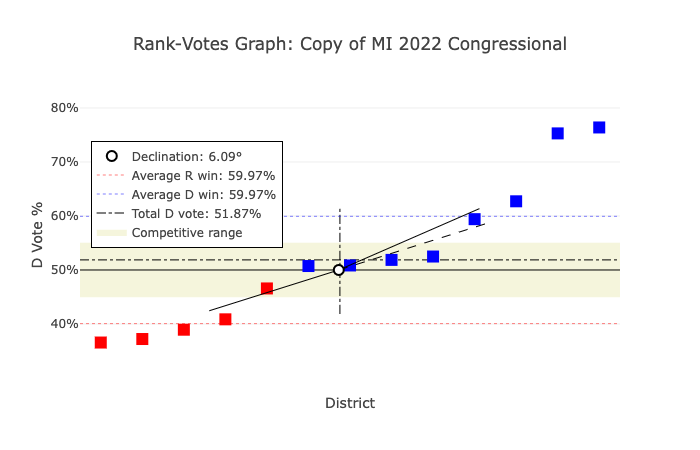 Rank-Votes Graph: Copy of MI 2022 Congressional
80%
70%
60%
50%
40%
D Vote %
Declination: 6.09°
Average R win: 59.97%
Average D win: 59.97%
Total D vote: 51.87%
Competitive range
District